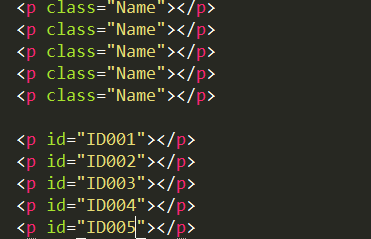 <p class="Name"></p>
<p class="Name"></p>
<p class="Name"></p>
<p class="Name"></p>
<p class="Name"></p>
<p id="ID001"></p>
<p id="ID002"></p>
<p id="ID003"></p>
<p id="ID004"></p>
<p id="ID005"></p>